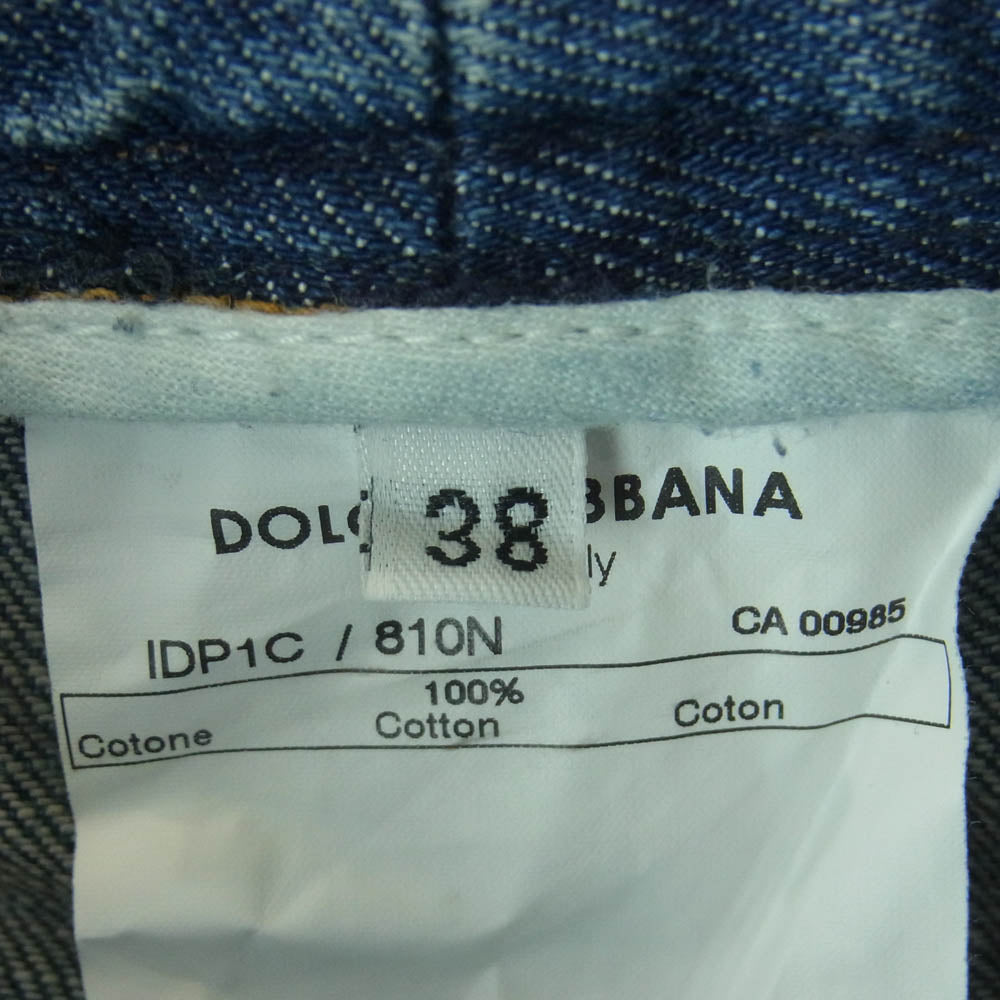 38
DOLC BBANA
ly
IDP1C / 810N
CA 00985
100%
Cotone Cotton Coton